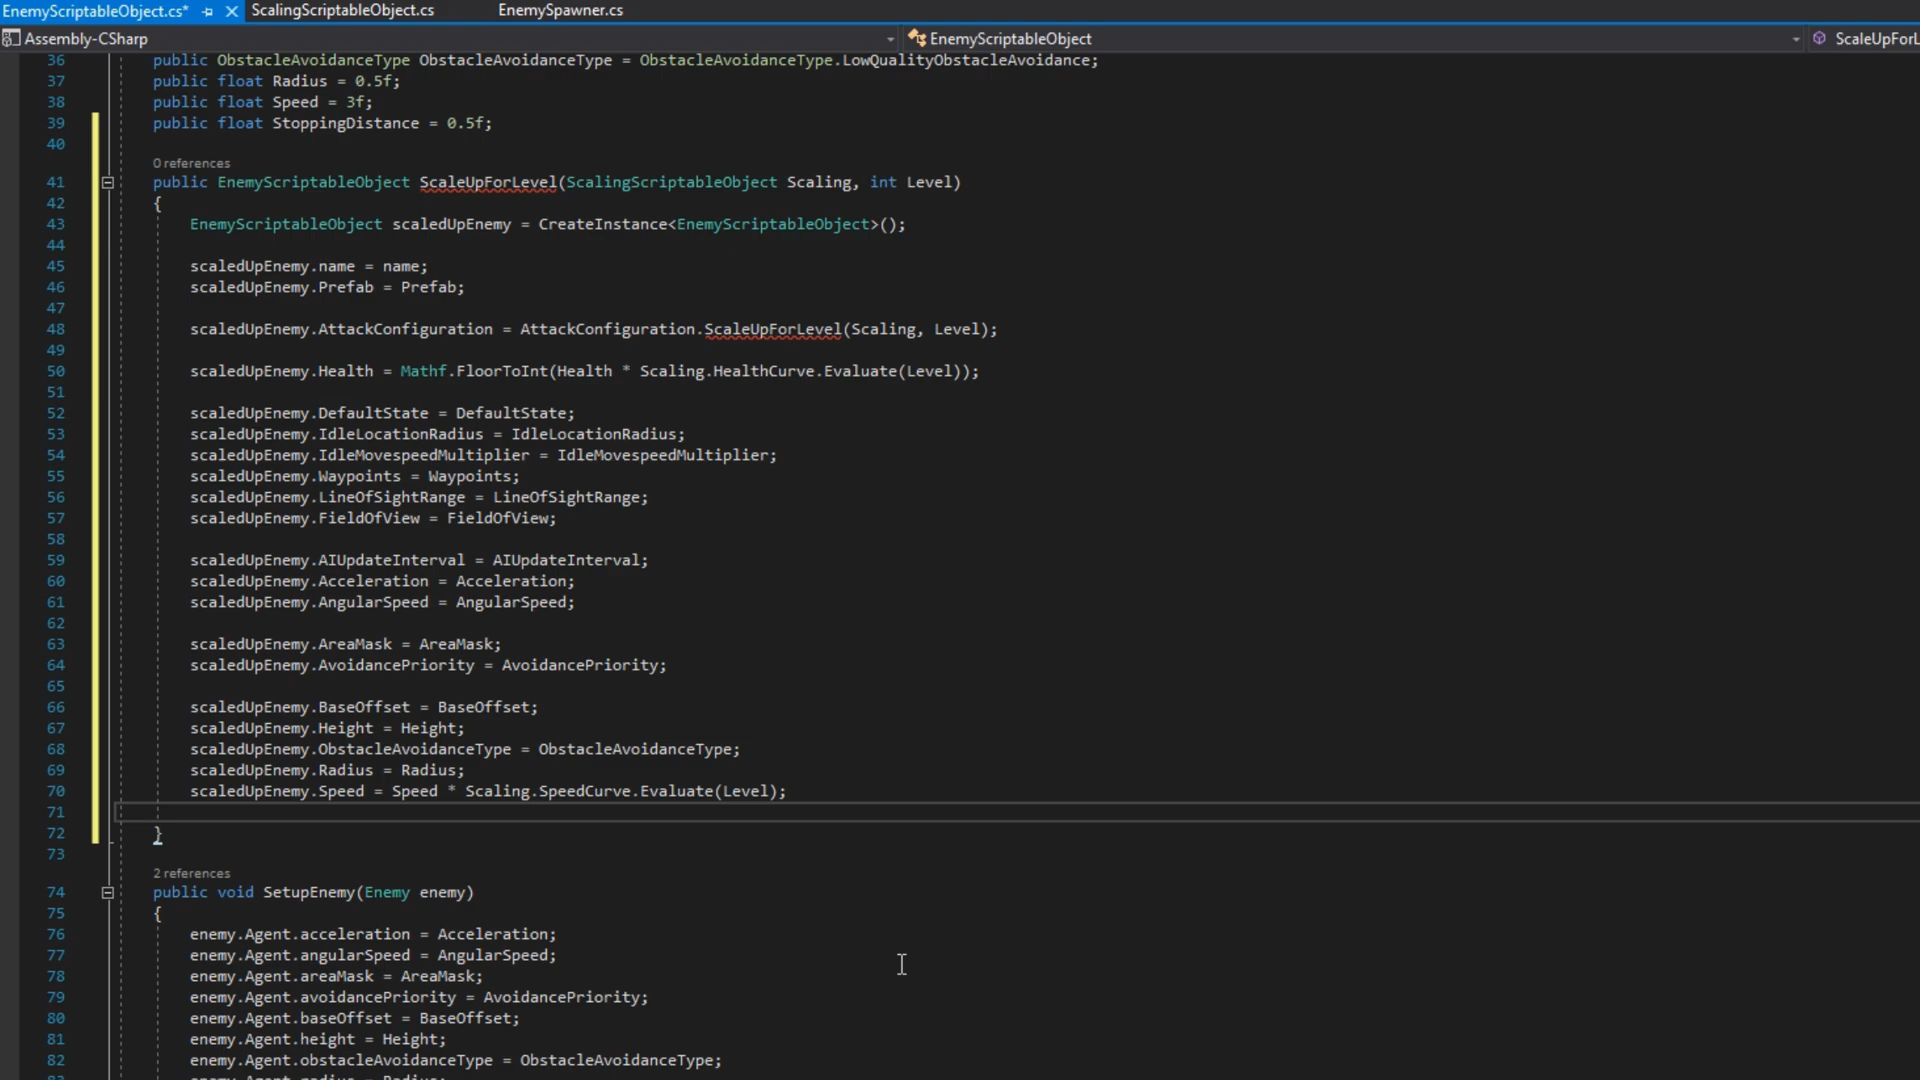 EnemyScriptableObject.cs* ScalingScriptableObject.cs EnemySpawner.cs
Assembly-CSharp EnemyScriptableObject ScaleUpForL
36 public ObstacleAvoidanceType ObstacleAvoidanceType = ObstacleAvoidanceType.LowQualityObstacleAvoidance;
37 public float Radius = 0.5f;
38 public float Speed = 3f;
39 public float StoppingDistance = 0.5f;
40
0 references
41 public EnemyScriptableObject ScaleUpForLevel(ScalingScriptableObject Scaling, int Level)
42 {
43 EnemyScriptableObject scaledUpEnemy = CreateInstance<EnemyScriptableObject>();
44
45 scaledUpEnemy.name = name;
46 scaledUpEnemy.Prefab = Prefab;
47
48 scaledUpEnemy.AttackConfiguration = AttackConfiguration.ScaleUpForLevel(Scaling, Level);
49
50 scaledUpEnemy.Health = Mathf.FloorToInt(Health * Scaling.HealthCurve.Evaluate(Level));
51
52 scaledUpEnemy.DefaultState = DefaultState;
53 scaledUpEnemy.IdleLocationRadius = IdleLocationRadius;
54 scaledUpEnemy.IdleMovespeedMultiplier = IdleMovespeedMultiplier;
55 scaledUpEnemy.Waypoints = Waypoints;
56 scaledUpEnemy.LineOfSightRange = LineOfSightRange;
57 scaledUpEnemy.FieldOfView = FieldOfView;
58
59 scaledUpEnemy.AIUpdateInterval = AIUpdateInterval;
60 scaledUpEnemy.Acceleration = Acceleration;
61 scaledUpEnemy.AngularSpeed = AngularSpeed;
62
63 scaledUpEnemy.AreaMask = AreaMask;
64 scaledUpEnemy.AvoidancePriority = AvoidancePriority;
65
66 scaledUpEnemy.BaseOffset = BaseOffset;
67 scaledUpEnemy.Height = Height;
68 scaledUpEnemy.ObstacleAvoidanceType = ObstacleAvoidanceType;
69 scaledUpEnemy.Radius = Radius;
70 scaledUpEnemy.Speed = Speed * Scaling.SpeedCurve.Evaluate(Level);
71
72 }
73
2 references
74 public void SetupEnemy(Enemy enemy)
75 {
76 enemy.Agent.acceleration = Acceleration;
77 enemy.Agent.angularSpeed = AngularSpeed;
78 enemy.Agent.areaMask = AreaMask;
79 enemy.Agent.avoidancePriority = AvoidancePriority;
80 enemy.Agent.baseOffset = BaseOffset;
81 enemy.Agent.height = Height;
82 enemy.Agent.obstacleAvoidanceType = ObstacleAvoidanceType;